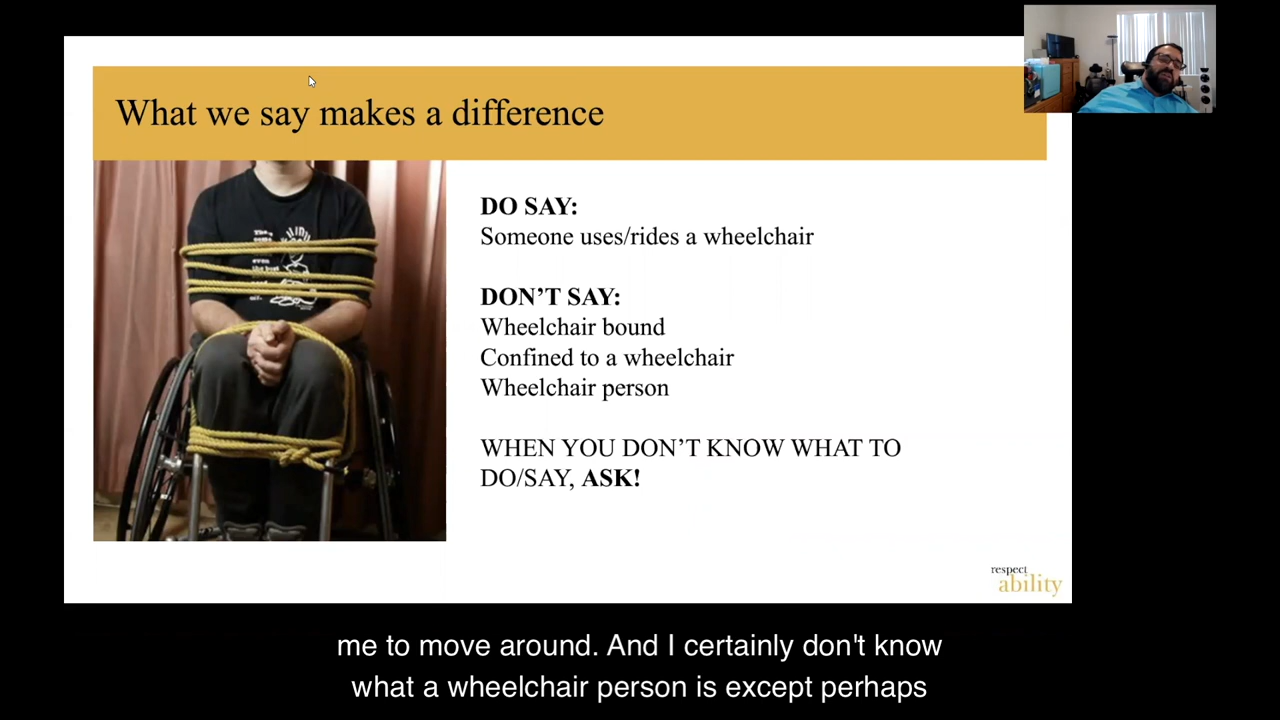 What we say makes a difference
DO SAY:
Someone uses/rides a wheelchair
DON'T SAY:
Wheelchair bound
Confined to a wheelchair
Wheelchair person
WHEN YOU DON'T KNOW WHAT TO
DO/SAY, ASK!
respect
ability
me to move around. And I certainly don't know
what a wheelchair person is except perhaps